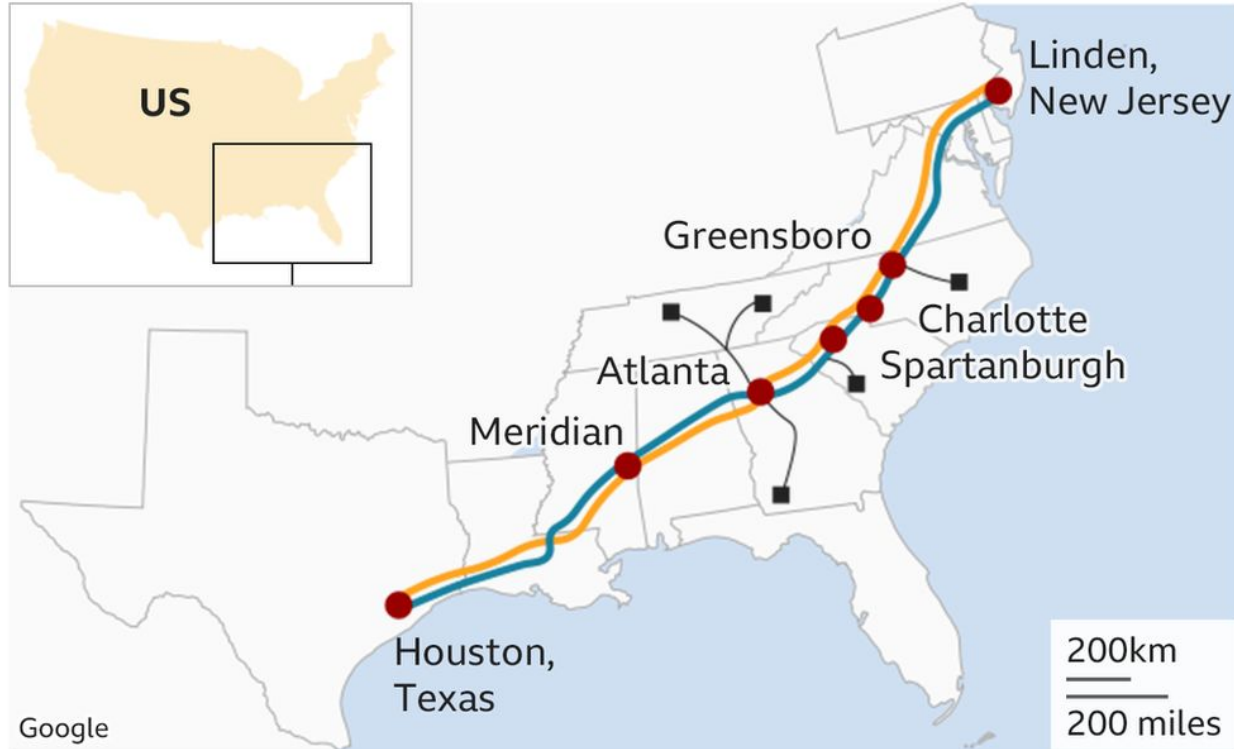 US
Linden,
New Jersey
Greensboro
Charlotte
Spartanburgh
Atlanta
Meridian
Houston,
Texas
200km
200 miles
Google